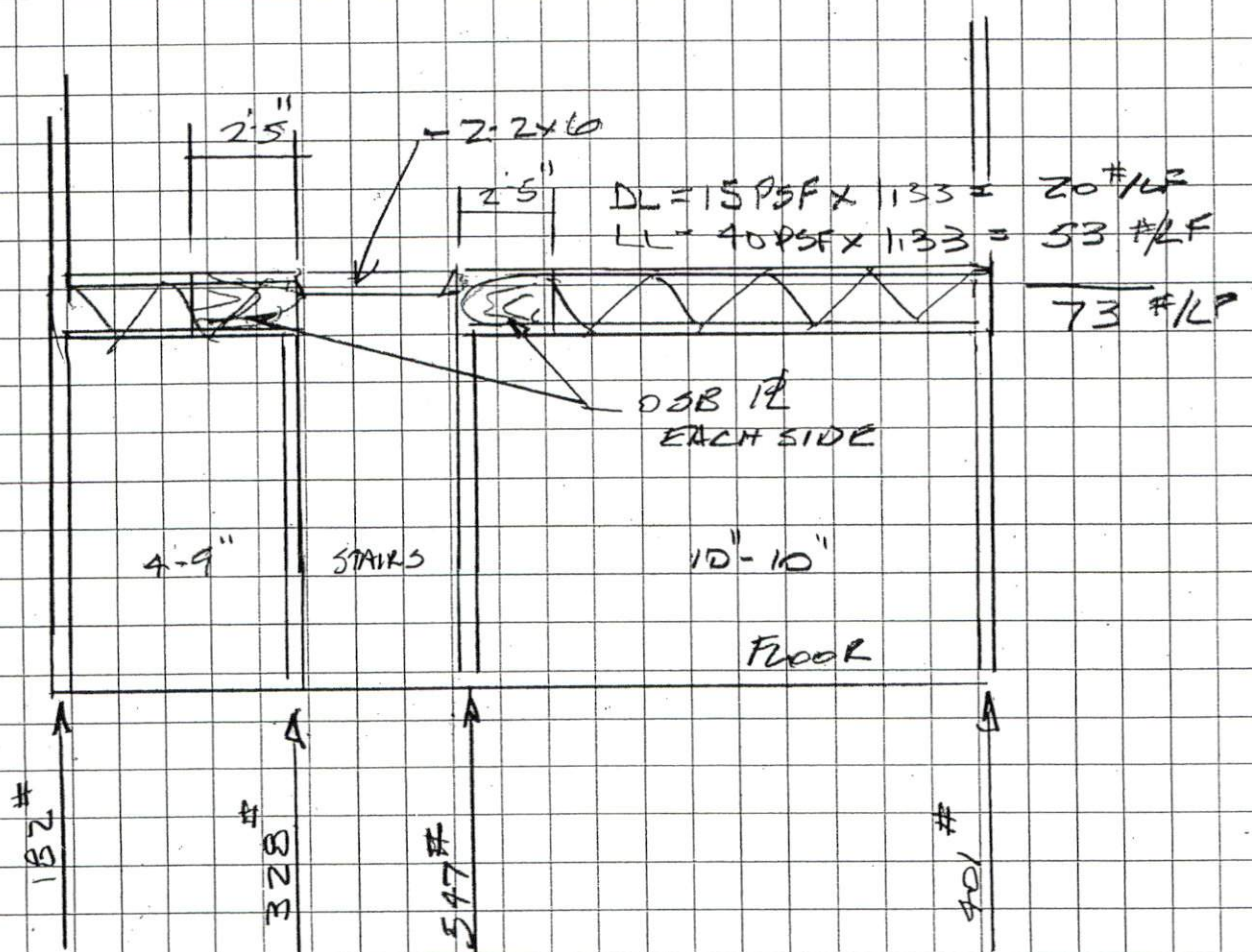 2'-5"
2-2x6
2'-5"
DL = 15 PSF x 1.33 = 20 #/LF
LL = 40 PSF x 1.33 = 53 #/LF
73 #/LF
OSB PL
EACH SIDE
4'-9"
STAIRS
10"-10"
FLOOR
182#
328#
547#
401#